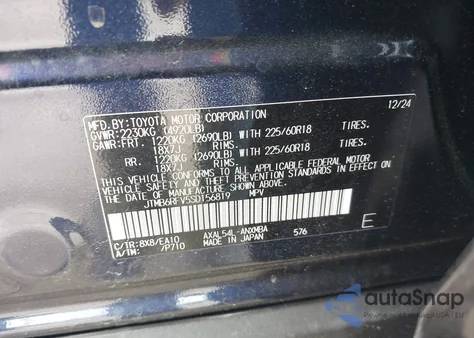 MFD.BY:TOYOTA MOTOR CORPORATION 12/24
GVWR:2230KG (4920LB)
GAWR:FRT. 1220KG (2690LB) WITH 225/60R18 TIRES.
18X7J RIMS.
RR. 1220KG (2690LB) WITH 225/60R18 TIRES.
18X7J RIMS.
THIS VEHICLE CONFORMS TO ALL APPLICABLE FEDERAL MOTOR
VEHICLE SAFETY STANDARDS IN EFFECT ON
THE DATE OF MANUFACTURE SHOWN ABOVE.
JTMB6RFV5SD156819 MPV
C/TR:8X8/EA10 AXAL54L-ANXMBA E
A/TM: /P710 MADE IN JAPAN 576
autoSnap